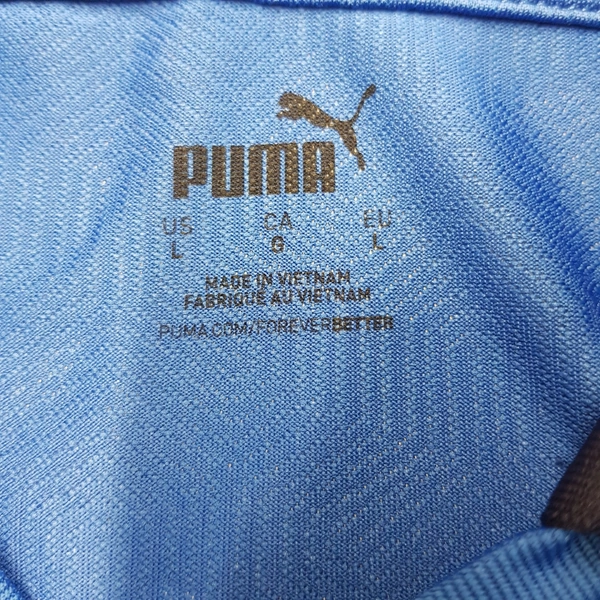 PUMA
US CA EU
L G L
MADE IN VIETNAM
FABRIQUÉ AU VIETNAM
PUMA.COM/FOREVERBETTER